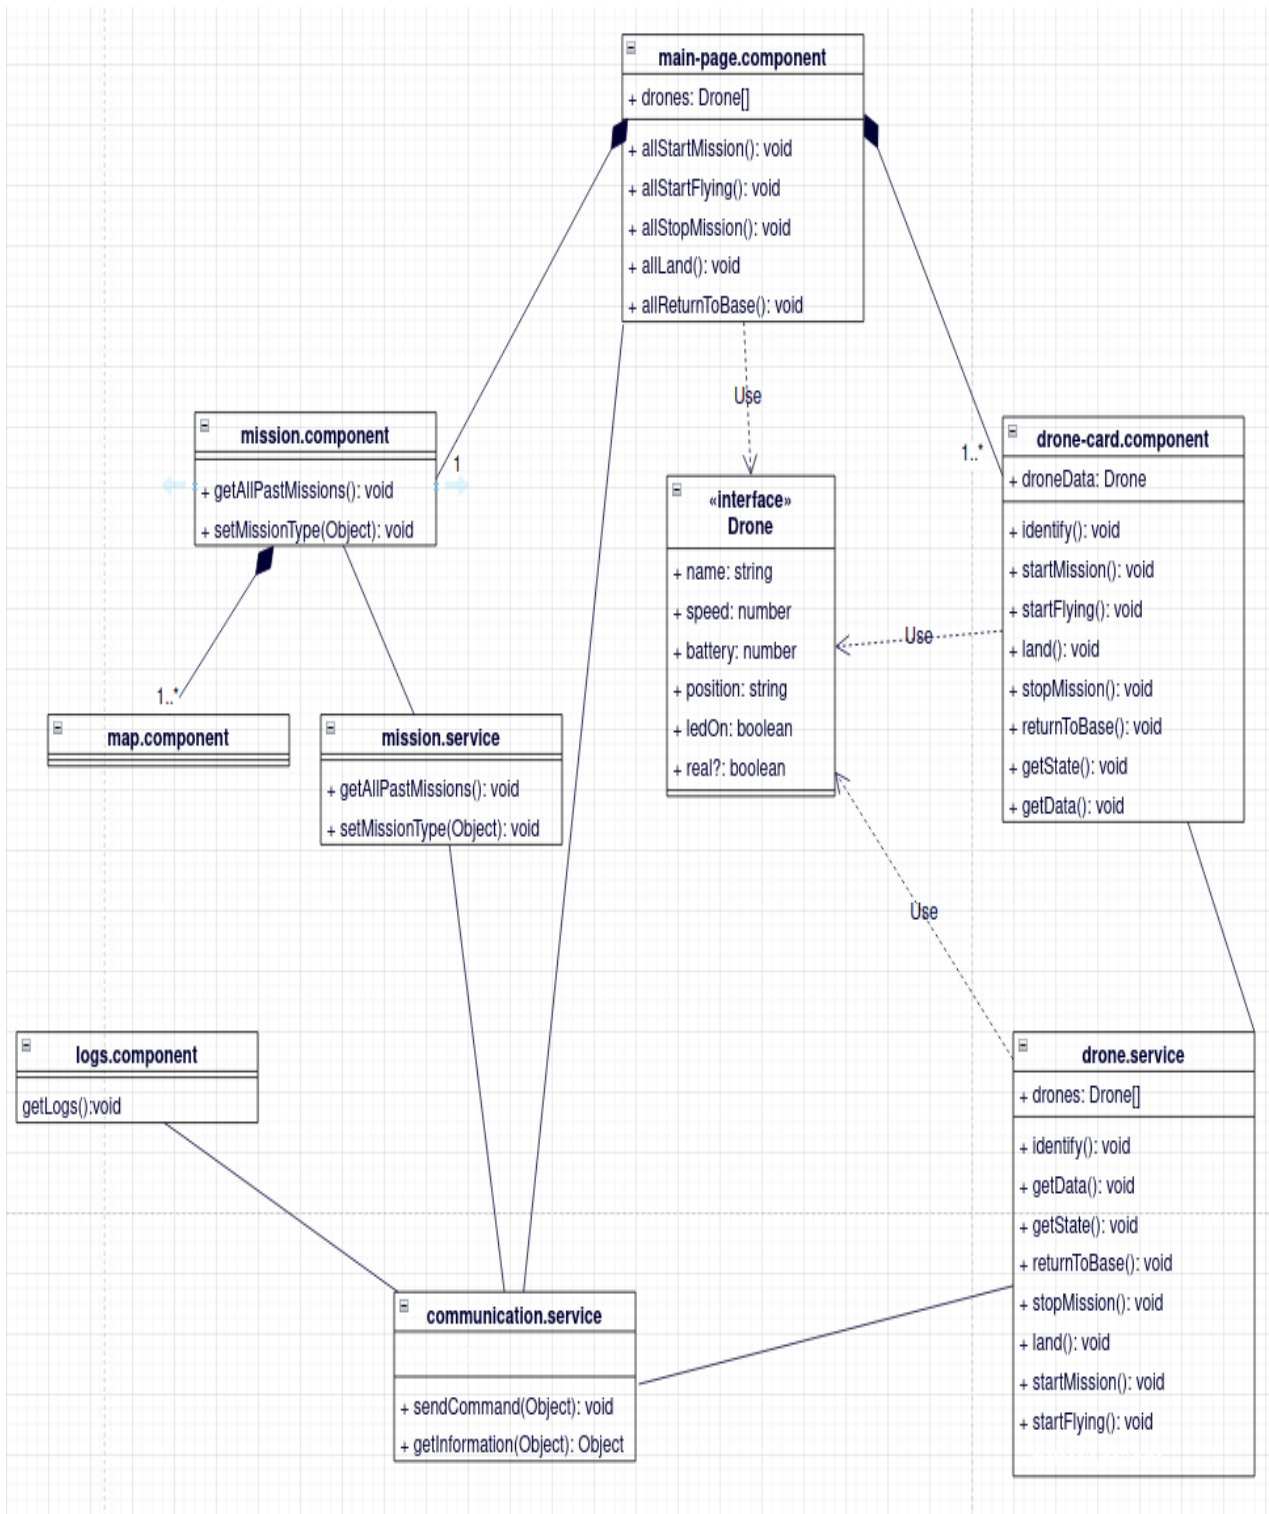 main-page.component
+ drones: Drone[]
+ allStartMission(): void
+ allStartFlying(): void
+ allStopMission(): void
+ allLand(): void
+ allReturnToBase(): void
Use
mission.component
+ getAllPastMissions(): void
+ setMissionType(Object): void
1
1..*
drone-card.component
+ droneData: Drone
+ identify(): void
+ startMission(): void
+ startFlying(): void
+ land(): void
+ stopMission(): void
+ returnToBase(): void
+ getState(): void
+ getData(): void
«interface»
Drone
+ name: string
+ speed: number
+ battery: number
+ position: string
+ ledOn: boolean
+ real?: boolean
Use
1..*
map.component
mission.service
+ getAllPastMissions(): void
+ setMissionType(Object): void
Use
logs.component
getLogs():void
drone.service
+ drones: Drone[]
+ identify(): void
+ getData(): void
+ getState(): void
+ returnToBase(): void
+ stopMission(): void
+ land(): void
+ startMission(): void
+ startFlying(): void
communication.service
+ sendCommand(Object): void
+ getInformation(Object): Object